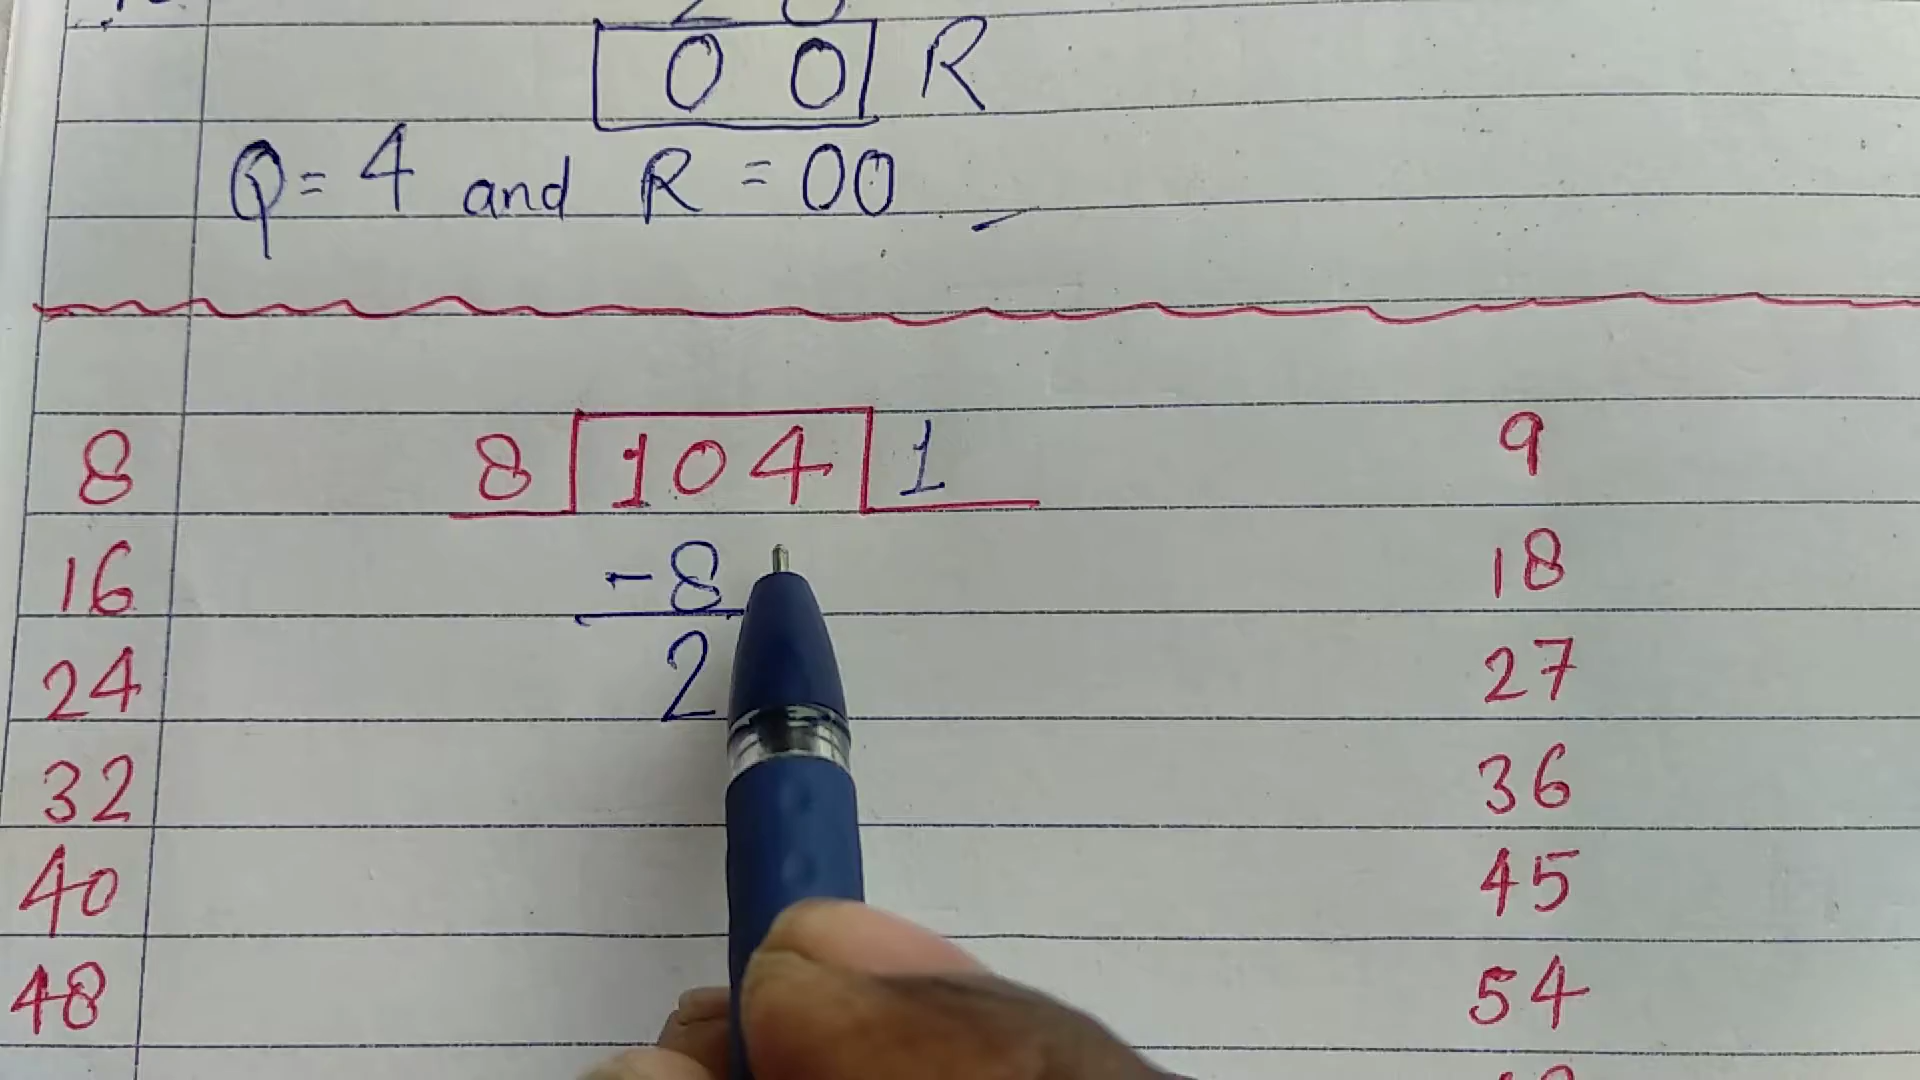 0 0 R
Q = 4 and R = 00
8 8 104 1 9
16 - 8 18
24 2 27
32 36
40 45
48 54